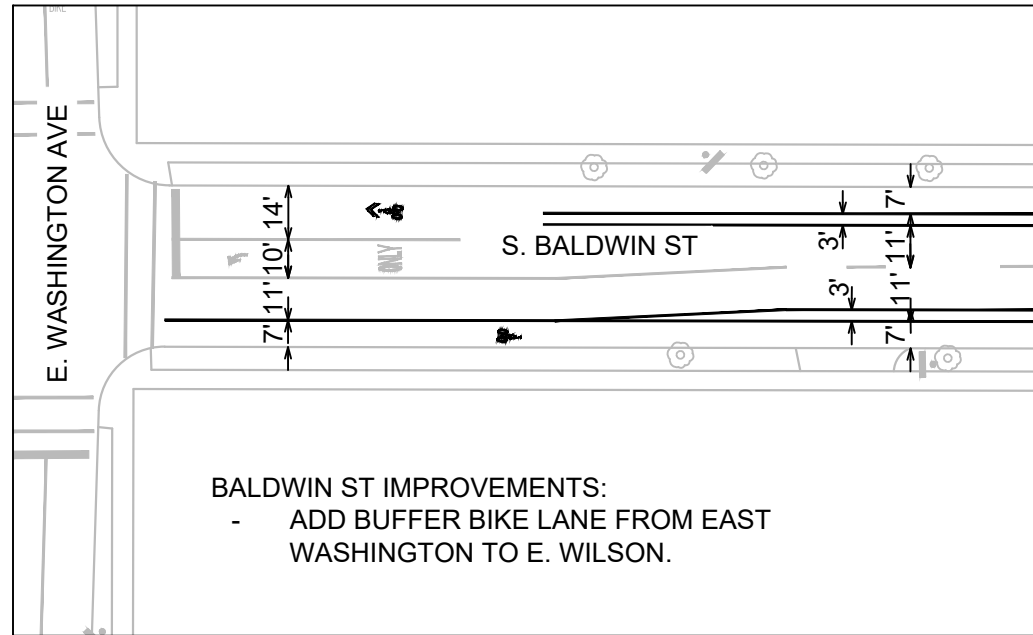 BIKE
E. WASHINGTON AVE
14'
10'
11'
7'
ONLY
S. BALDWIN ST
3'
3'
7'
11'
11'
7'
BALDWIN ST IMPROVEMENTS:
- ADD BUFFER BIKE LANE FROM EAST
WASHINGTON TO E. WILSON.